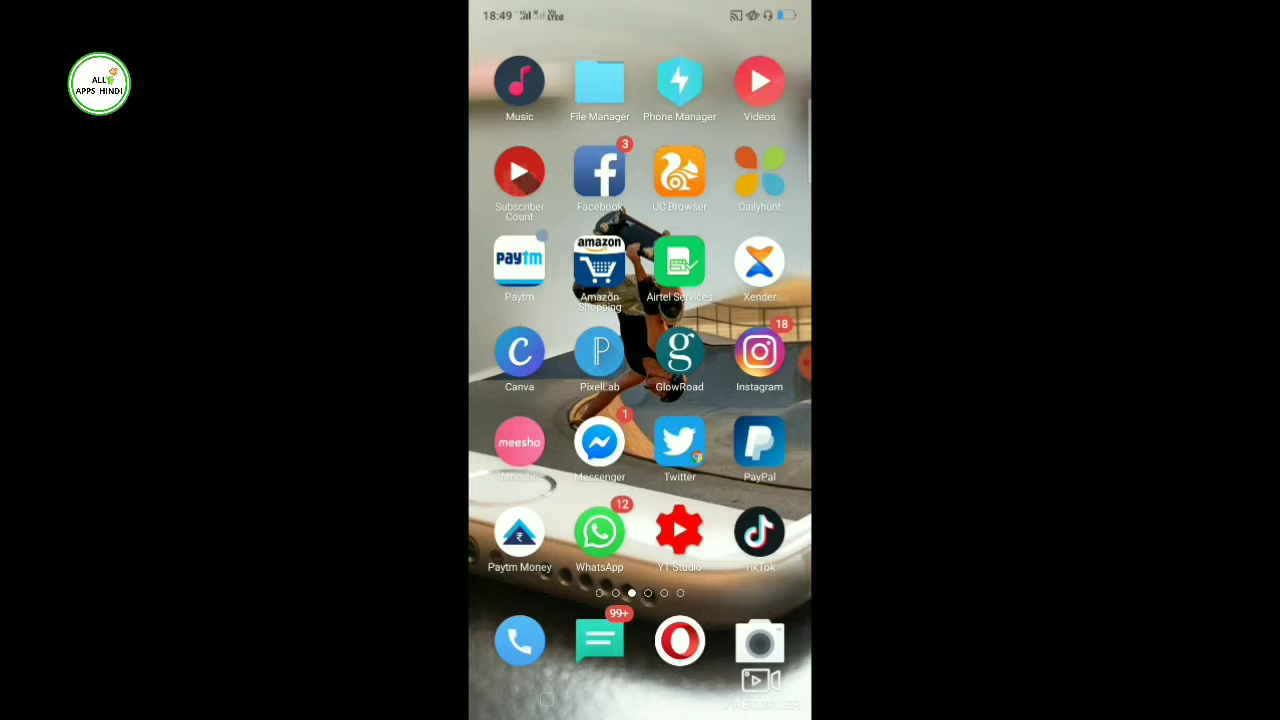 18:49
ALL
APPS HINDI
Music File Manager Phone Manager Videos
3
Subscriber Count Facebook UC Browser Dailyhunt
paytm amazon
Paytm Amazon Shopping Airtel Services Xender
18
Canva PixelLab GlowRoad Instagram
1
meesho
Meesho Messenger Twitter PayPal
12
Paytm Money WhatsApp YT Studio TikTok
99+